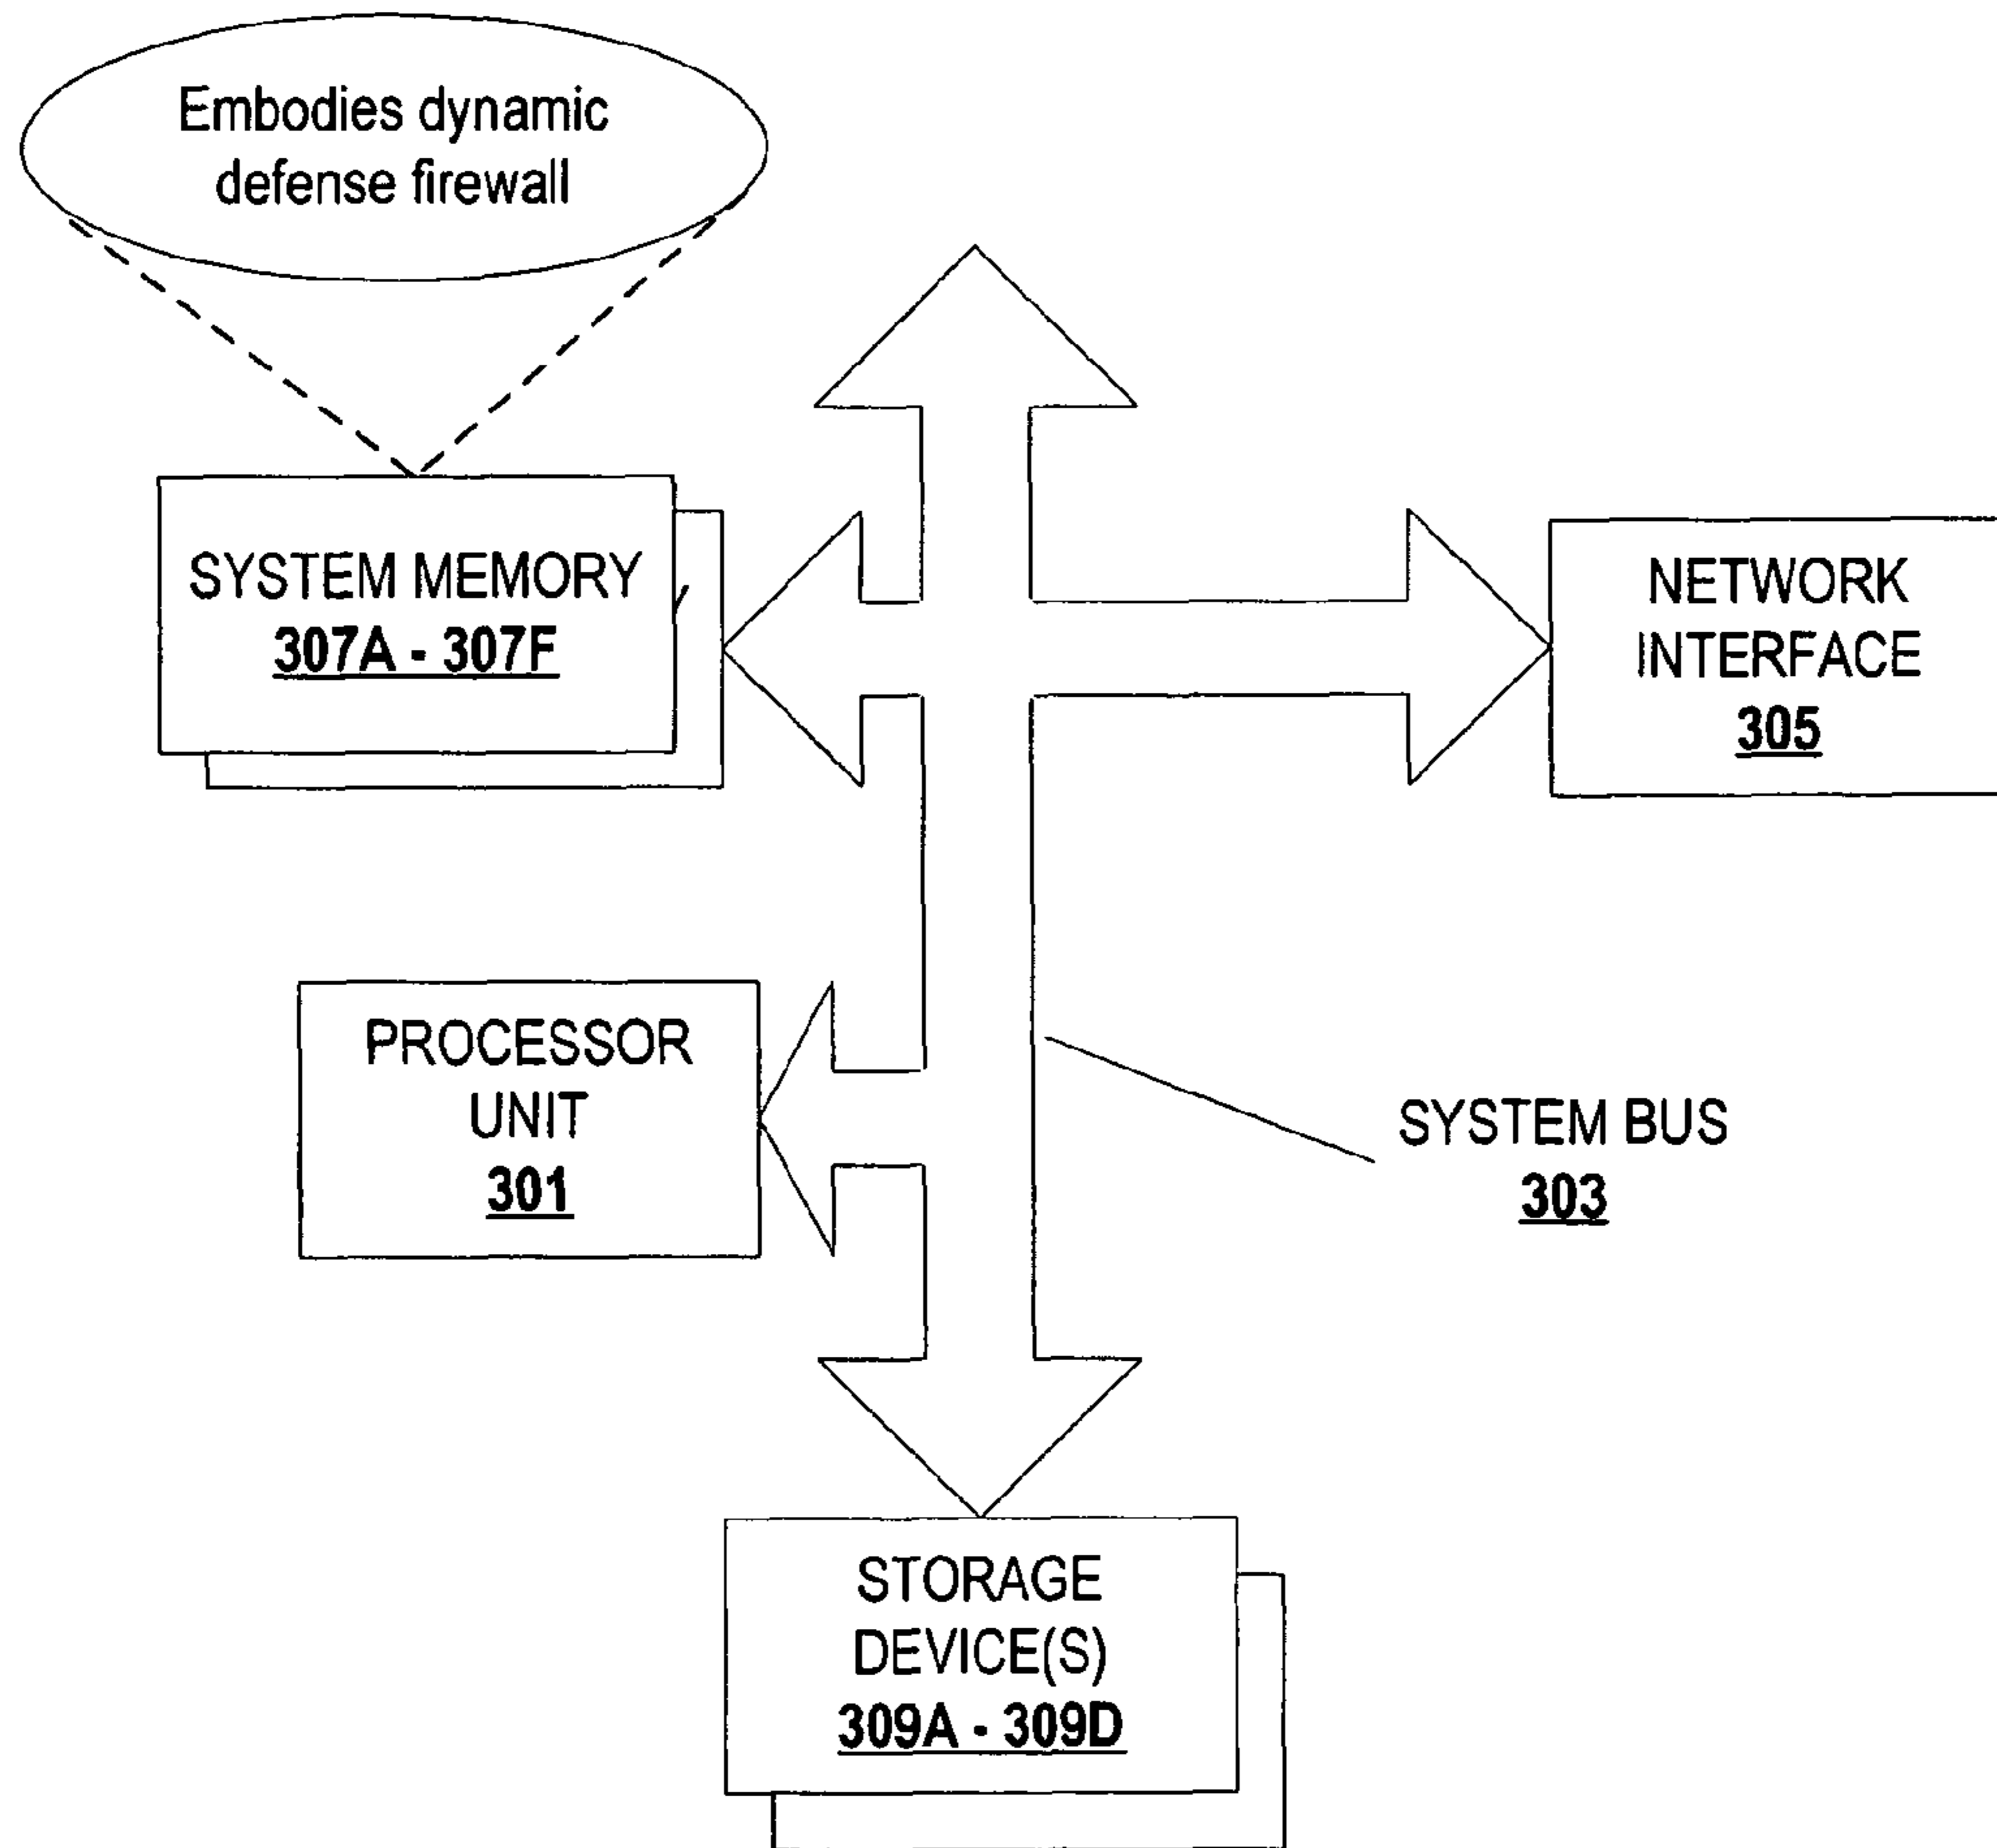 Embodies dynamic
defense firewall
SYSTEM MEMORY
307A - 307F
NETWORK
INTERFACE
305
PROCESSOR
UNIT
301
SYSTEM BUS
303
STORAGE
DEVICE(S)
309A - 309D